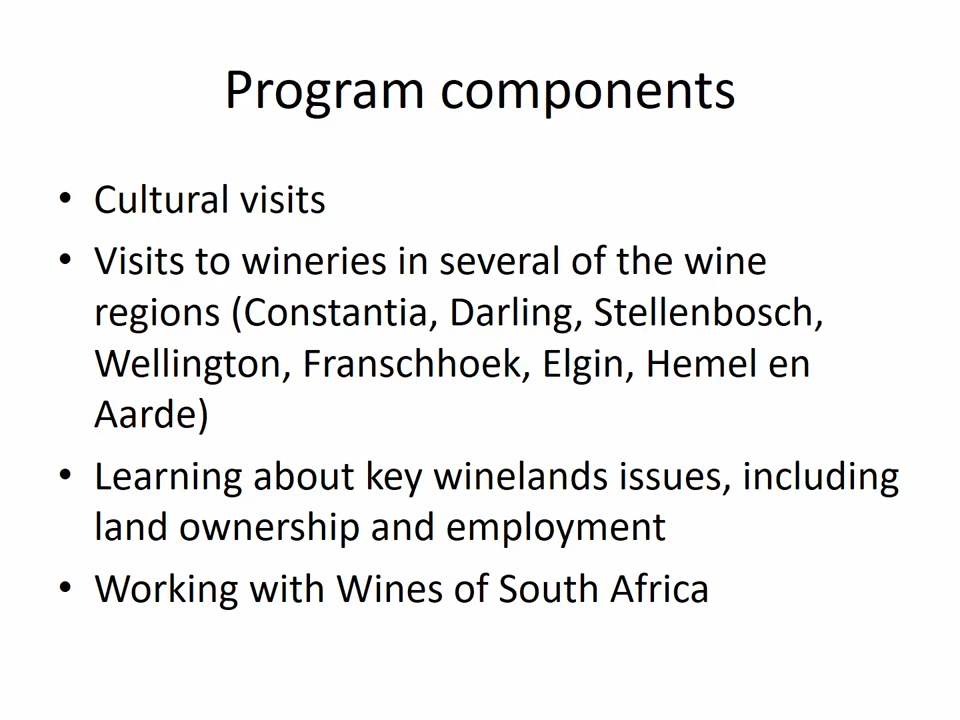 Program components
• Cultural visits
• Visits to wineries in several of the wine
regions (Constantia, Darling, Stellenbosch,
Wellington, Franschhoek, Elgin, Hemel en
Aarde)
• Learning about key winelands issues, including
land ownership and employment
• Working with Wines of South Africa